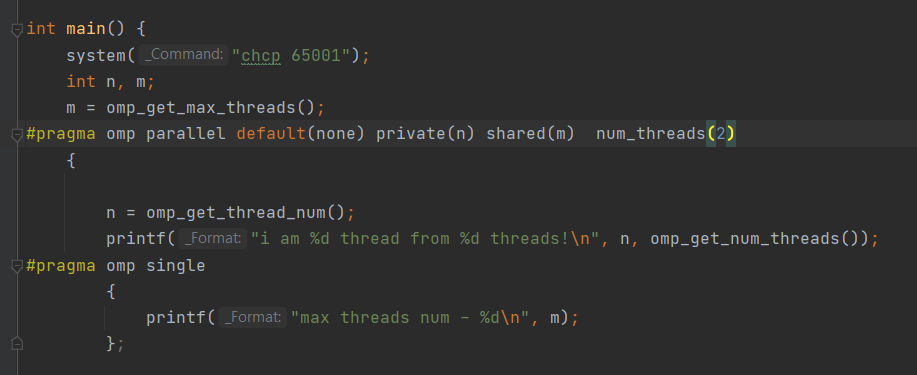 int main() {
    system( _Command: "chcp 65001");
    int n, m;
    m = omp_get_max_threads();
#pragma omp parallel default(none) private(n) shared(m)  num_threads(2)
    {
        n = omp_get_thread_num();
        printf( _Format: "i am %d thread from %d threads!\n", n, omp_get_num_threads());
#pragma omp single
        {
            printf( _Format: "max threads num - %d\n", m);
        };